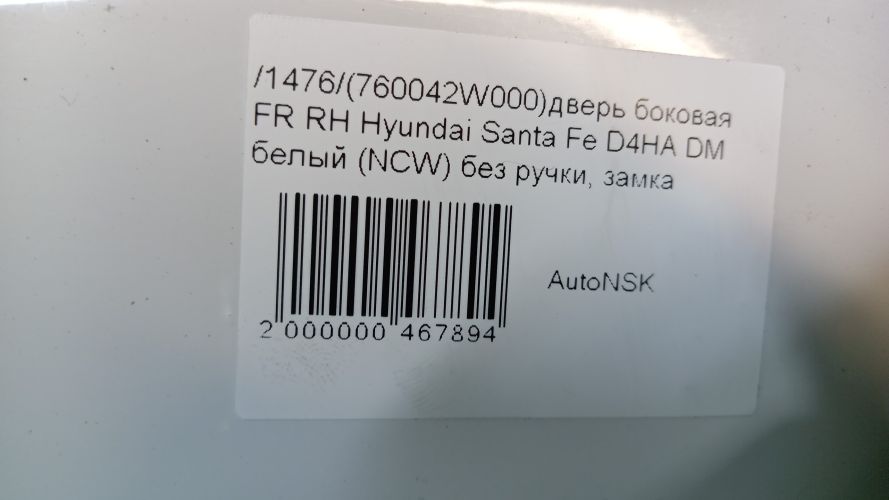 /1476/(760042W000)дверь боковая
FR RH Hyundai Santa Fe D4HA DM
белый (NCW) без ручки, замка
AutoNSK
2 000000 467894